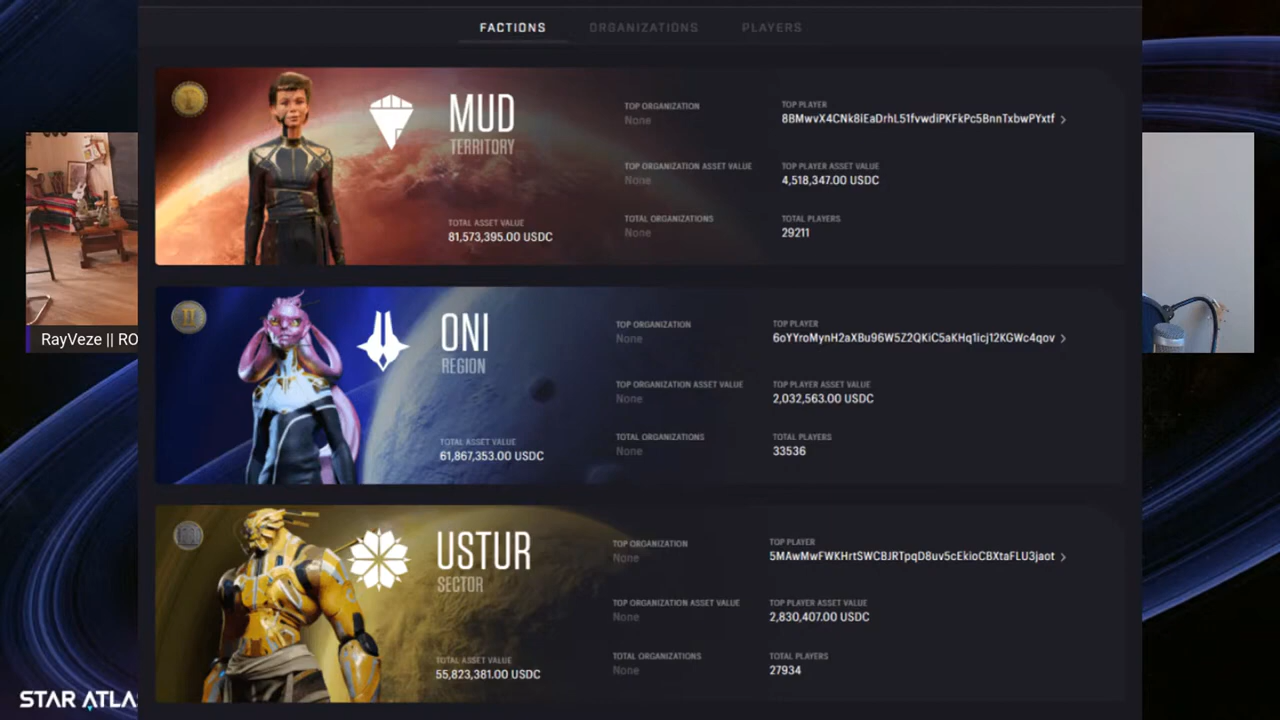 FACTIONS ORGANIZATIONS PLAYERS
MUD
TERRITORY
TOTAL ASSET VALUE
81,573,395.00 USDC
TOP ORGANIZATION
None
TOP ORGANIZATION ASSET VALUE
None
TOTAL ORGANIZATIONS
None
TOP PLAYER
8BMwvX4CNk8iEaDrhL51fvwdiPKFkPc5BnnTxbwPYxtf
TOP PLAYER ASSET VALUE
4,518,347.00 USDC
TOTAL PLAYERS
29211
II
ONI
REGION
TOTAL ASSET VALUE
61,867,353.00 USDC
TOP ORGANIZATION
None
TOP ORGANIZATION ASSET VALUE
None
TOTAL ORGANIZATIONS
None
TOP PLAYER
6oYYroMynH2aXBu96W5Z2QKiC5aKHq1icj12KGWc4qov
TOP PLAYER ASSET VALUE
2,032,563.00 USDC
TOTAL PLAYERS
33536
III
USTUR
SECTOR
TOTAL ASSET VALUE
55,823,381.00 USDC
TOP ORGANIZATION
None
TOP ORGANIZATION ASSET VALUE
None
TOTAL ORGANIZATIONS
None
TOP PLAYER
5MAwMwFWKHrtSWCBJRTpqD8uv5cEkioCBXtaFLU3jaot
TOP PLAYER ASSET VALUE
2,830,407.00 USDC
TOTAL PLAYERS
27934
RayVeze || RO
STAR ATLA